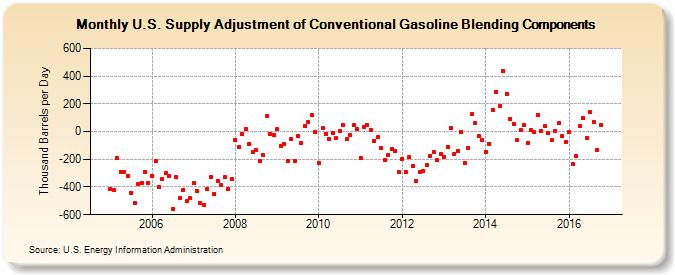 Monthly U.S. Supply Adjustment of Conventional Gasoline Blending Components
Thousand Barrels per Day
600
400
200
0
-200
-400
-600
2006 2008 2010 2012 2014 2016
Source: U.S. Energy Information Administration